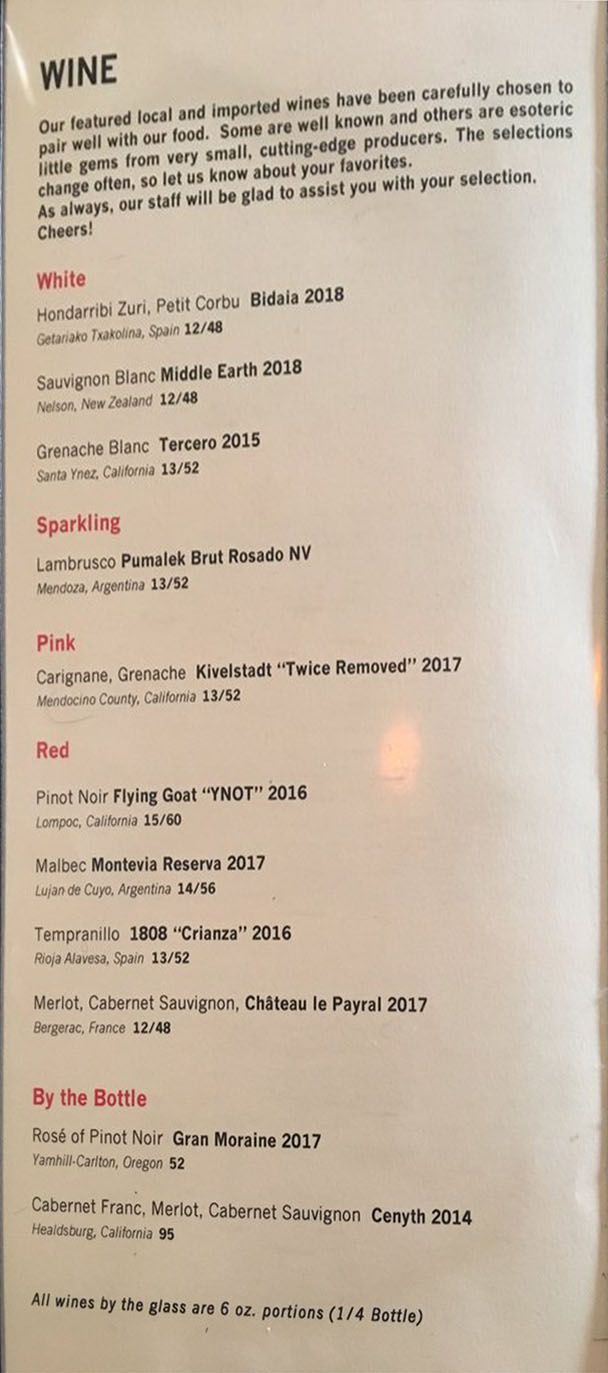 WINE
Our featured local and imported wines have been carefully chosen to
pair well with our food. Some are well known and others are esoteric
little gems from very small, cutting-edge producers. The selections
change often, so let us know about your favorites.
As always, our staff will be glad to assist you with your selection.
Cheers!
White
Hondarribi Zuri, Petit Corbu Bidaia 2018
Getariako Txakolina, Spain 12/48
Sauvignon Blanc Middle Earth 2018
Nelson, New Zealand 12/48
Grenache Blanc Tercero 2015
Santa Ynez, California 13/52
Sparkling
Lambrusco Pumalek Brut Rosado NV
Mendoza, Argentina 13/52
Pink
Carignane, Grenache Kivelstadt “Twice Removed” 2017
Mendocino County, California 13/52
Red
Pinot Noir Flying Goat “YNOT” 2016
Lompoc, California 15/60
Malbec Montevia Reserva 2017
Lujan de Cuyo, Argentina 14/56
Tempranillo 1808 “Crianza” 2016
Rioja Alavesa, Spain 13/52
Merlot, Cabernet Sauvignon, Château le Payral 2017
Bergerac, France 12/48
By the Bottle
Rosé of Pinot Noir Gran Moraine 2017
Yamhill-Carlton, Oregon 52
Cabernet Franc, Merlot, Cabernet Sauvignon Cenyth 2014
Healdsburg, California 95
All wines by the glass are 6 oz. portions (1/4 Bottle)